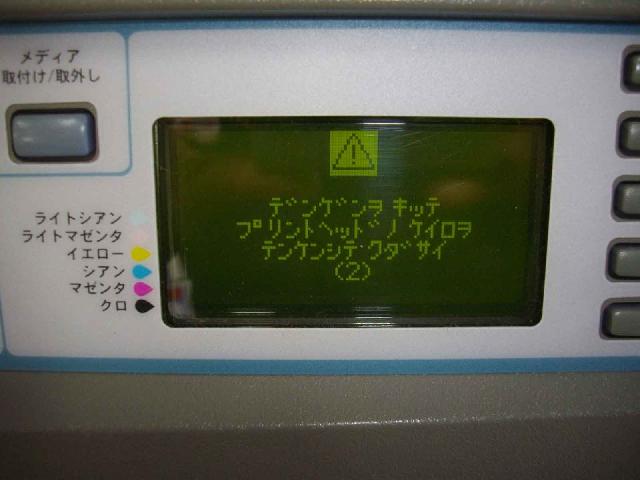 メディア
取付け/取外し
ライトシアン
ライトマゼンタ
イエロー
シアン
マゼンタ
クロ
デンゲンヲ キッテ
プリントヘッドノ ケイロヲ
テンケンシテクダサイ
(2)